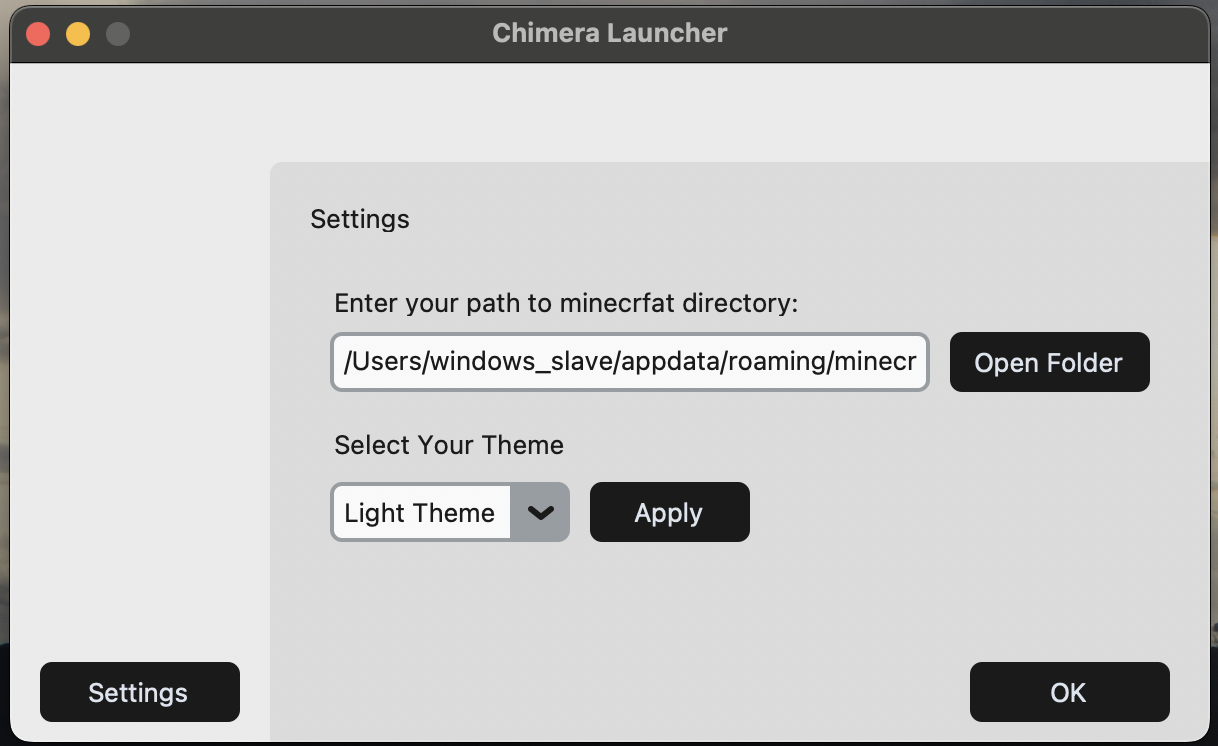 Chimera Launcher
Settings
Enter your path to minecrfat directory:
/Users/windows_slave/appdata/roaming/minecr
Open Folder
Select Your Theme
Light Theme
Apply
Settings
OK